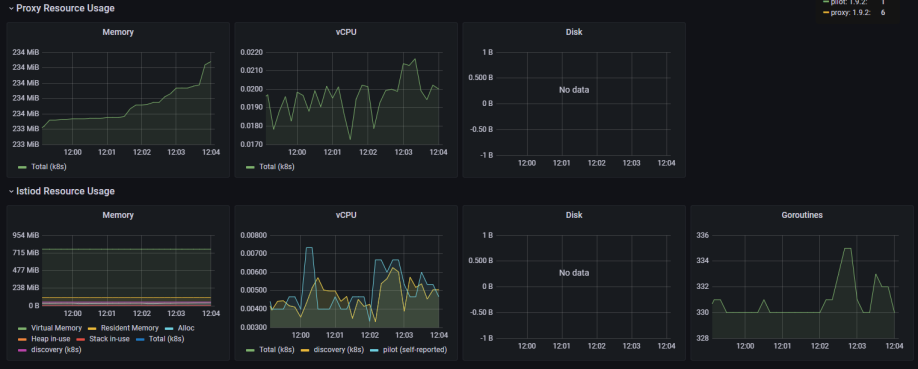 pilot: 1.9.2: 1
proxy: 1.9.2: 6
Proxy Resource Usage
Memory
234 MiB
234 MiB
234 MiB
234 MiB
233 MiB
233 MiB
233 MiB
12:00 12:01 12:02 12:03 12:04
Total (k8s)
vCPU
0.0220
0.0210
0.0200
0.0190
0.0180
0.0170
12:00 12:01 12:02 12:03 12:04
Total (k8s)
Disk
1 B
0.500 B
0 B
-0.50 B
-1 B
No data
12:00 12:01 12:02 12:03 12:04
Istiod Resource Usage
Memory
954 MiB
715 MiB
477 MiB
238 MiB
0 B
12:00 12:01 12:02 12:03 12:04
Virtual Memory Resident Memory Alloc
Heap in-use Stack in-use Total (k8s)
discovery (k8s)
vCPU
0.00800
0.00700
0.00600
0.00500
0.00400
0.00300
12:00 12:01 12:02 12:03 12:04
Total (k8s) discovery (k8s) pilot (self-reported)
Disk
1 B
0.500 B
0 B
-0.50 B
-1 B
No data
12:00 12:01 12:02 12:03 12:04
Goroutines
336
334
332
330
328
12:00 12:01 12:02 12:03 12:04